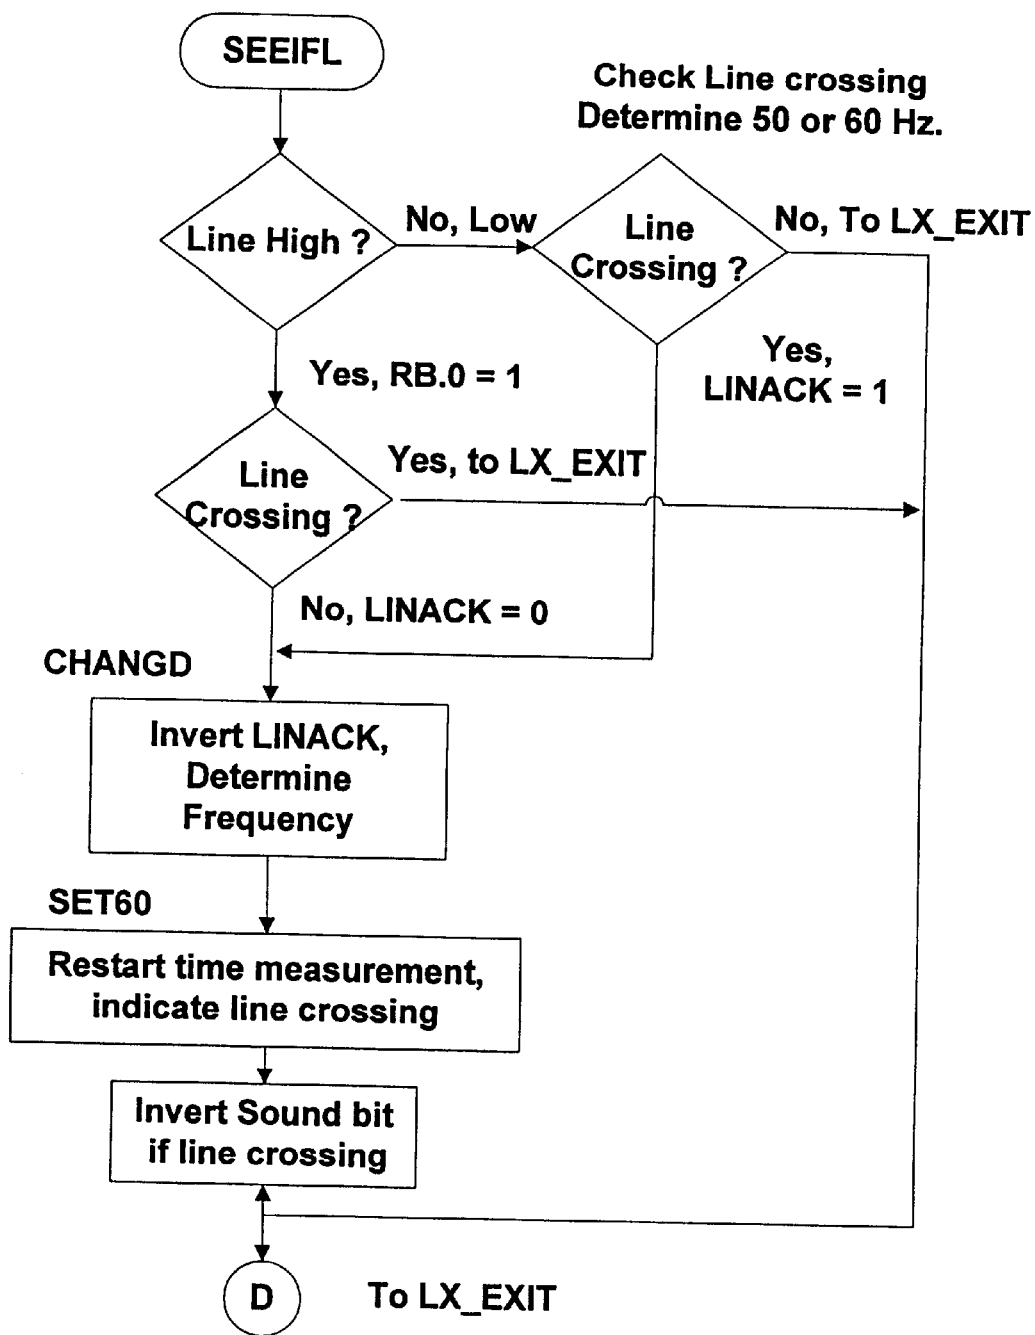 SEEIFL
Check Line crossing
Determine 50 or 60 Hz.
Line High ?
No, Low
Line
Crossing ?
No, To LX_EXIT
Yes, RB.0 = 1
Yes,
LINACK = 1
Line
Crossing ?
Yes, to LX_EXIT
No, LINACK = 0
CHANGD
Invert LINACK,
Determine
Frequency
SET60
Restart time measurement,
indicate line crossing
Invert Sound bit
if line crossing
D
To LX_EXIT